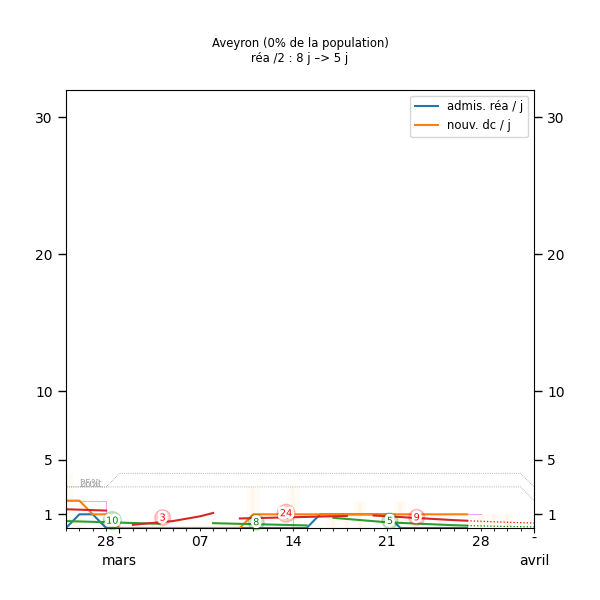 Aveyron (0% de la population)
réa /2 : 8 j –> 5 j
admis. réa / j
nouv. dc / j
30 30
20 20
10 10
5 5
1 1
10 3 8 24 5 9
28 07 14 21 28
mars avril